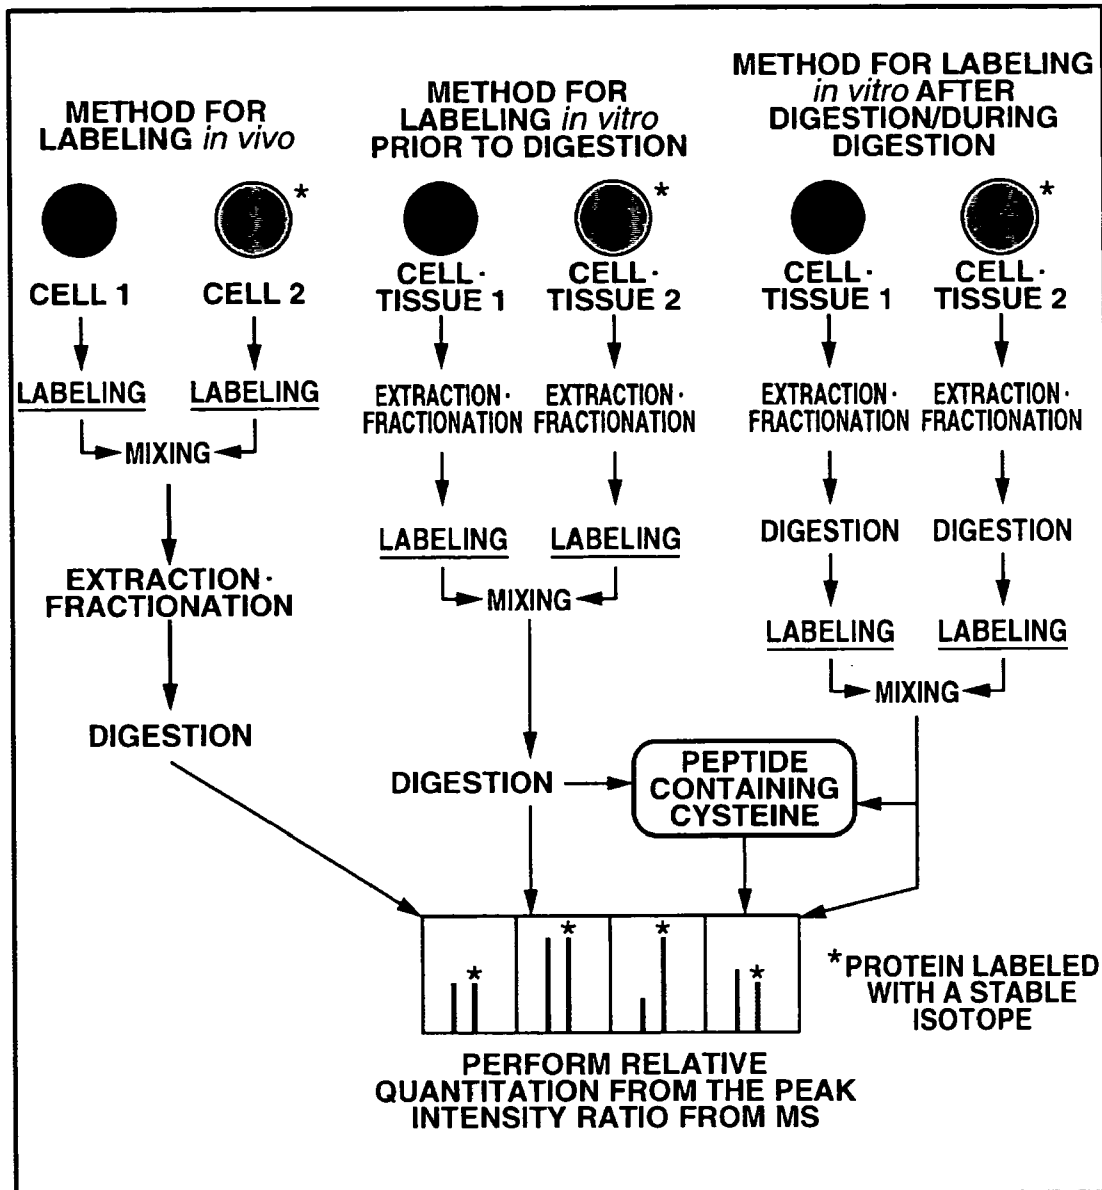 METHOD FOR
LABELING in vivo
*
CELL 1
CELL 2
LABELING
LABELING
MIXING
EXTRACTION·
FRACTIONATION
DIGESTION
METHOD FOR
LABELING in vitro
PRIOR TO DIGESTION
*
CELL·
TISSUE 1
CELL·
TISSUE 2
EXTRACTION·
FRACTIONATION
EXTRACTION·
FRACTIONATION
LABELING
LABELING
MIXING
DIGESTION
METHOD FOR LABELING
in vitro AFTER
DIGESTION/DURING
DIGESTION
*
CELL·
TISSUE 1
CELL·
TISSUE 2
EXTRACTION·
FRACTIONATION
EXTRACTION·
FRACTIONATION
DIGESTION
DIGESTION
LABELING
LABELING
MIXING
PEPTIDE
CONTAINING
CYSTEINE
* * * *
*PROTEIN LABELED
WITH A STABLE
ISOTOPE
PERFORM RELATIVE
QUANTITATION FROM THE PEAK
INTENSITY RATIO FROM MS